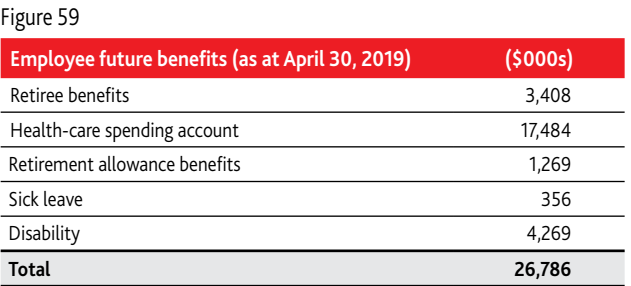 Figure 59
Employee future benefits (as at April 30, 2019) ($000s)
Retiree benefits 3,408
Health-care spending account 17,484
Retirement allowance benefits 1,269
Sick leave 356
Disability 4,269
Total 26,786